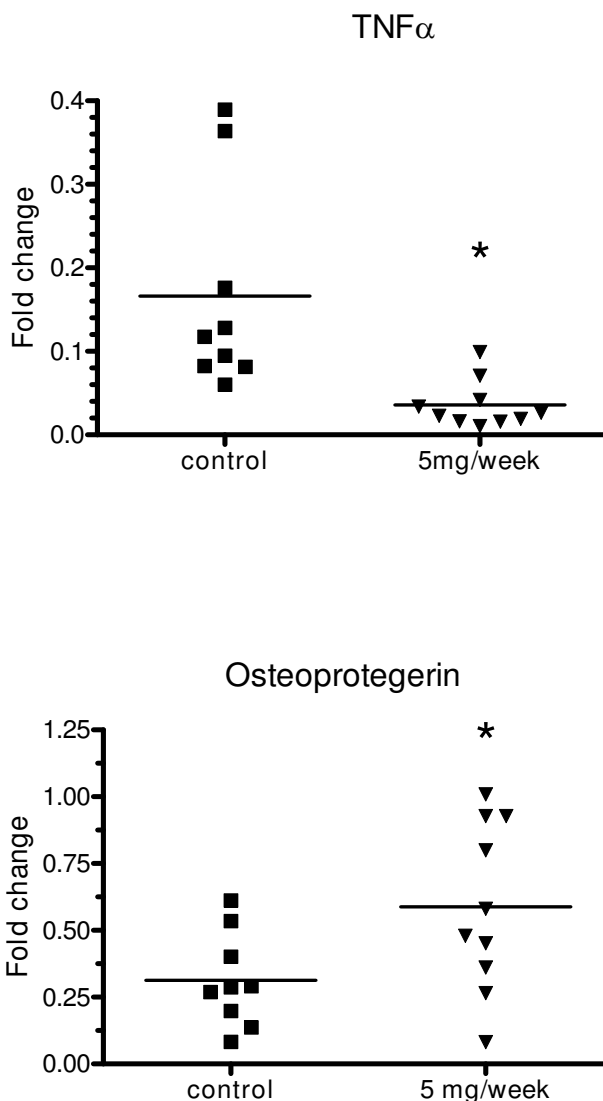 TNFα
Fold change
0.4
0.3
0.2
0.1
0.0
*
control
5mg/week
Osteoprotegerin
Fold change
1.25
1.00
0.75
0.50
0.25
0.00
*
control
5 mg/week